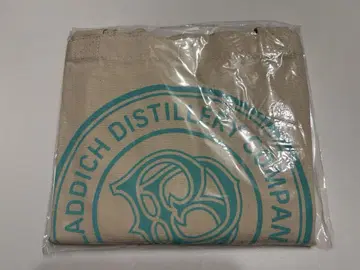 ADDICH DISTILLERY COMPAN